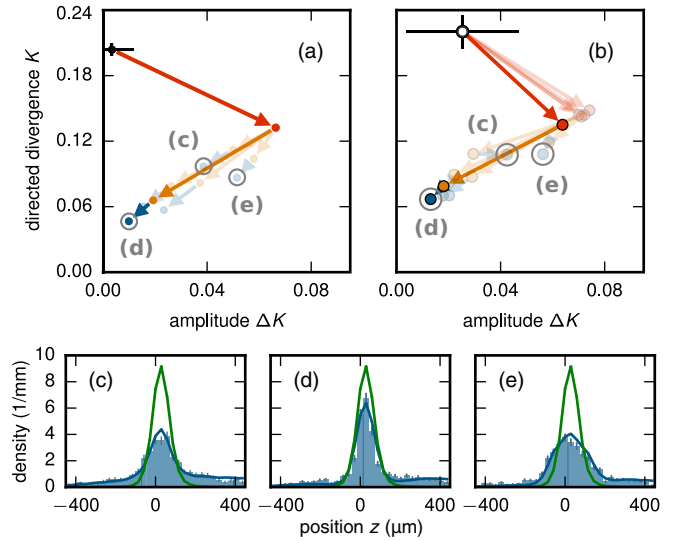 0.24
0.18
0.12
0.06
0.00
directed divergence K
(a)
(c)
(e)
(d)
0.00 0.04 0.08
amplitude ΔK
(b)
(c)
(e)
(d)
0.00 0.04 0.08
amplitude ΔK
10
8
6
4
2
0
density (1/mm)
(c)
−400 0 400
(d)
−400 0 400
(e)
−400 0 400
position z (μm)